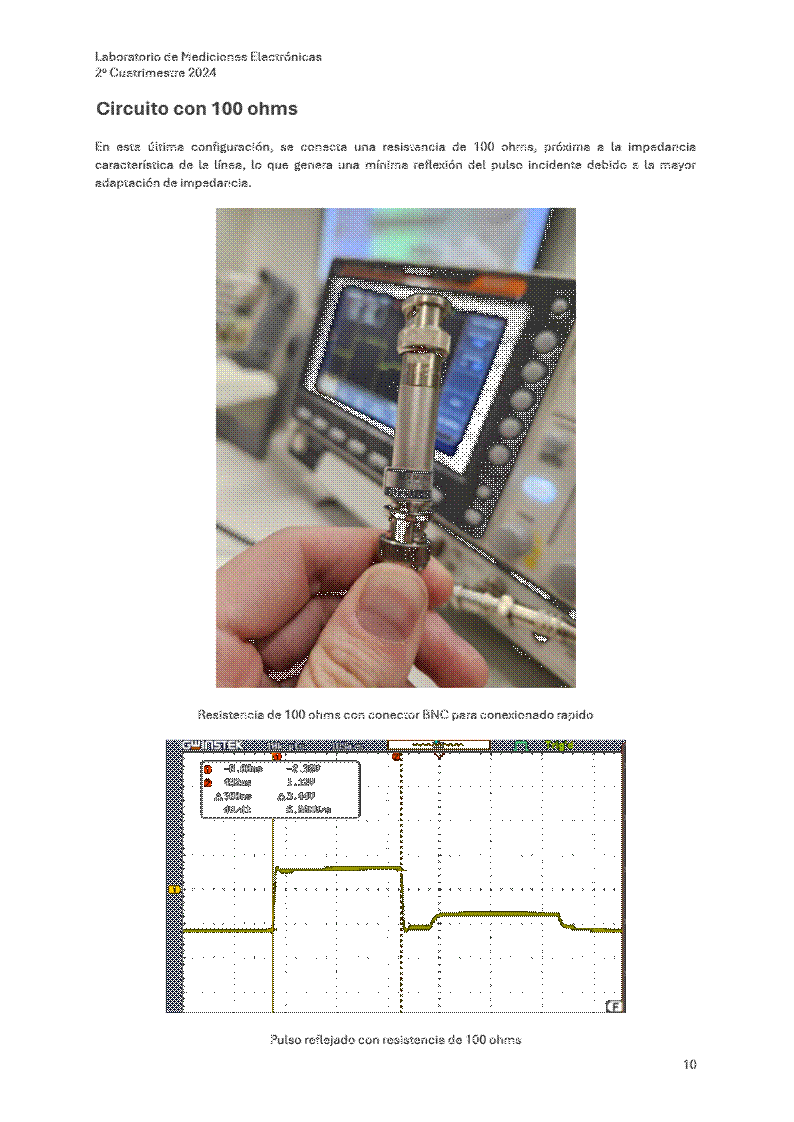 Laboratorio de Mediciones Electrónicas
2º Cuatrimestre 2024
Circuito con 100 ohms
En esta última configuración, se conecta una resistencia de 100 ohms, próxima a la impedancia
característica de la línea, lo que genera una mínima reflexión del pulso incidente debido a la mayor
adaptación de impedancia.
Resistencia de 100 ohms con conector BNC para conexionado rapido
GWINSTEK
Pulso reflejado con resistencia de 100 ohms
10